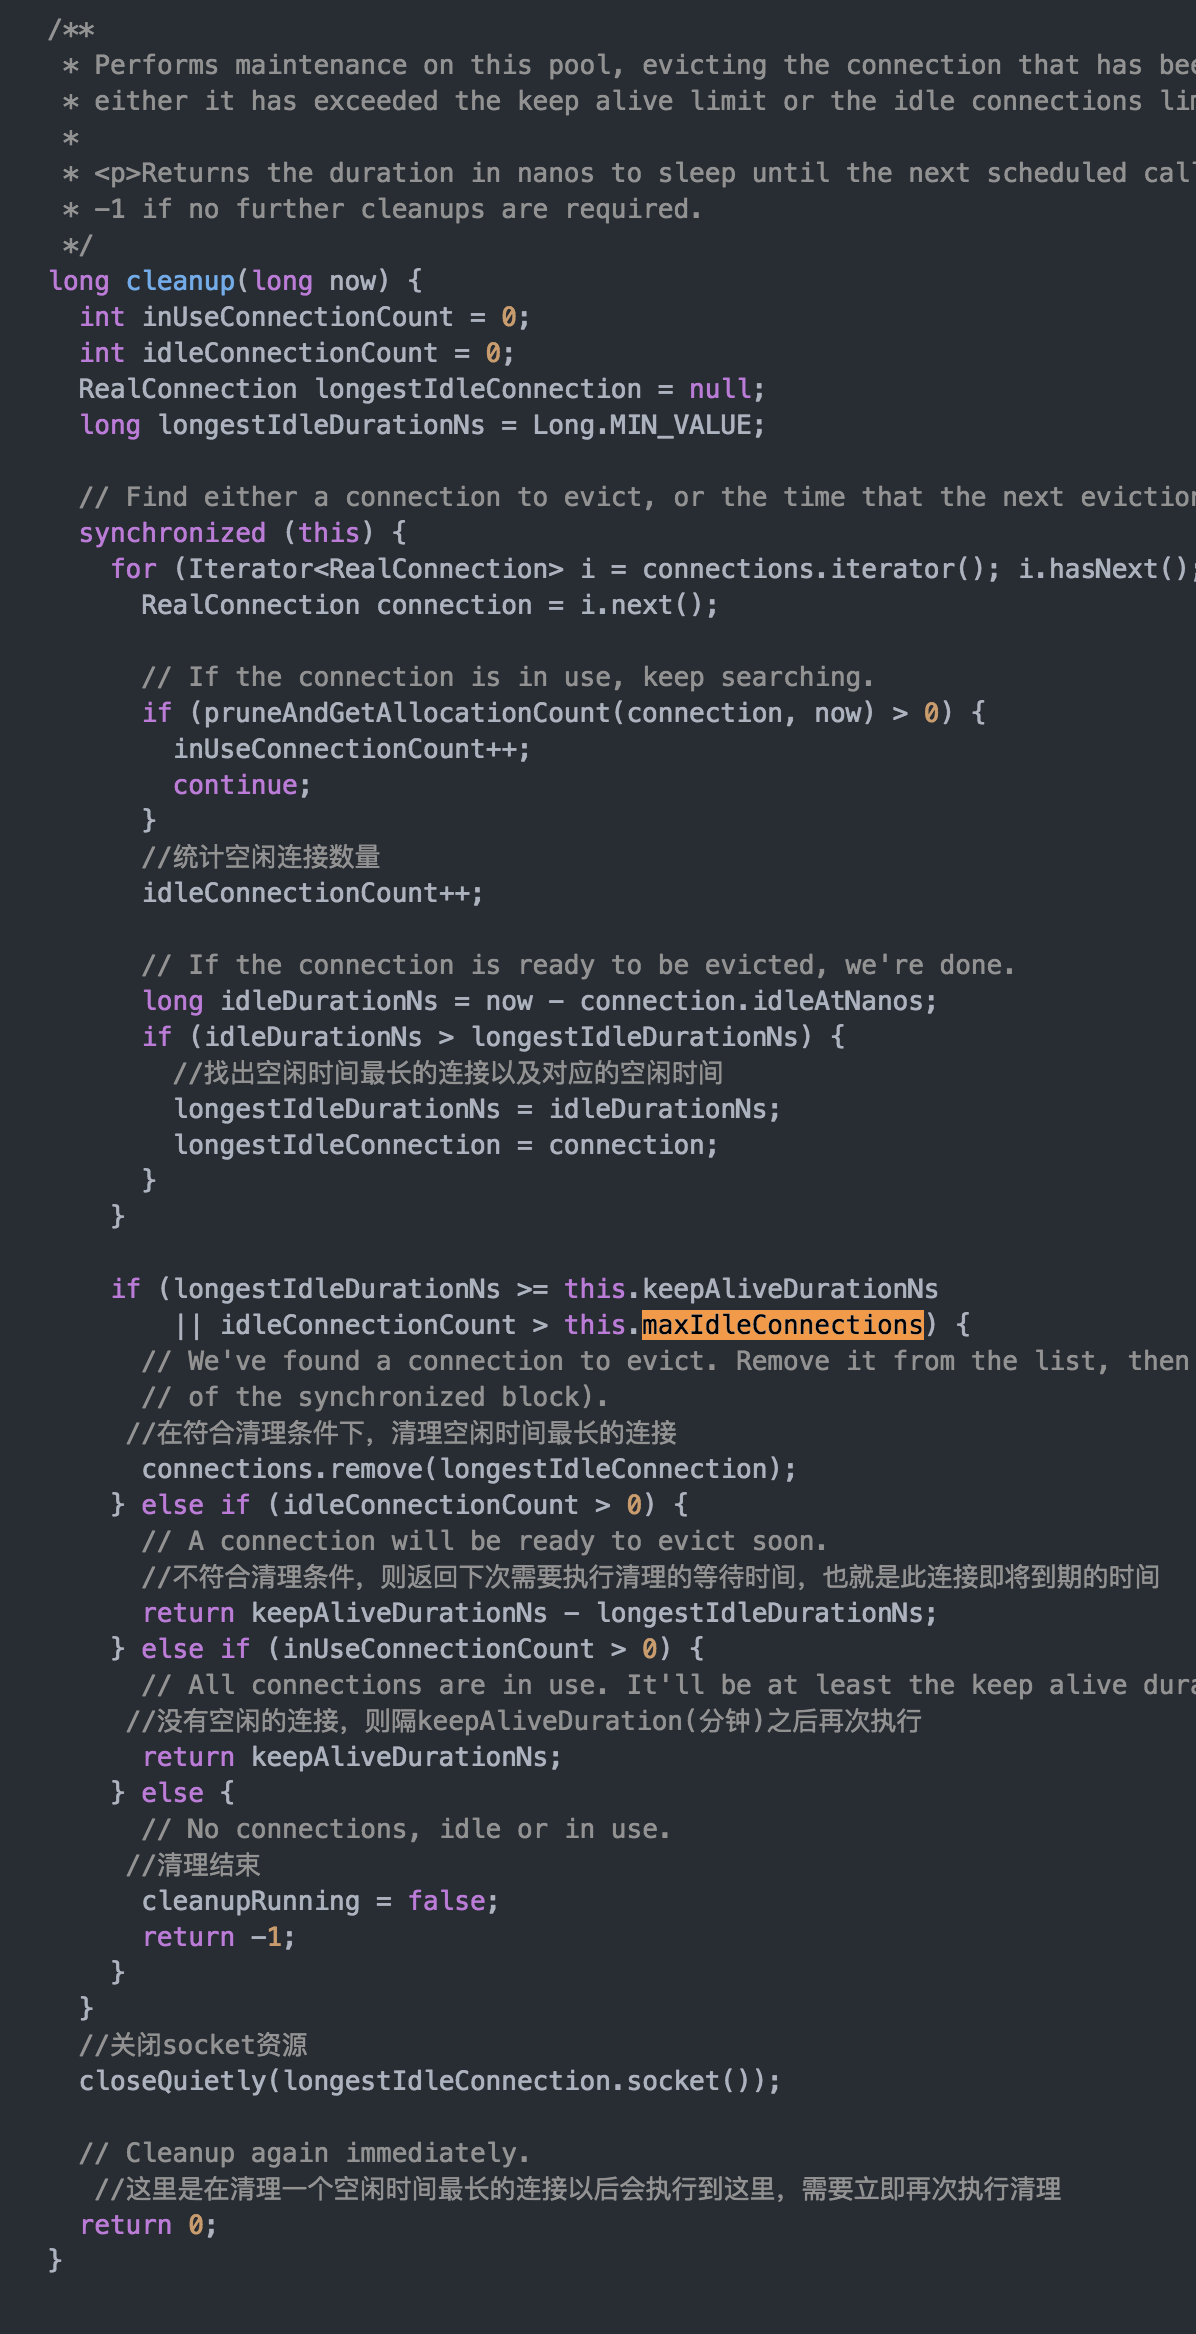 /**
 * Performs maintenance on this pool, evicting the connection that has
 * either it has exceeded the keep alive limit or the idle connections
 *
 * <p>Returns the duration in nanos to sleep until the next scheduled
 * -1 if no further cleanups are required.
 */
long cleanup(long now) {
  int inUseConnectionCount = 0;
  int idleConnectionCount = 0;
  RealConnection longestIdleConnection = null;
  long longestIdleDurationNs = Long.MIN_VALUE;

  // Find either a connection to evict, or the time that the next eviction
  synchronized (this) {
    for (Iterator<RealConnection> i = connections.iterator(); i.hasNext();
      RealConnection connection = i.next();

      // If the connection is in use, keep searching.
      if (pruneAndGetAllocationCount(connection, now) > 0) {
        inUseConnectionCount++;
        continue;
      }
      //统计空闲连接数量
      idleConnectionCount++;

      // If the connection is ready to be evicted, we're done.
      long idleDurationNs = now - connection.idleAtNanos;
      if (idleDurationNs > longestIdleDurationNs) {
        //找出空闲时间最长的连接以及对应的空闲时间
        longestIdleDurationNs = idleDurationNs;
        longestIdleConnection = connection;
      }
    }

    if (longestIdleDurationNs >= this.keepAliveDurationNs
        || idleConnectionCount > this.maxIdleConnections) {
      // We've found a connection to evict. Remove it from the list, then
      // of the synchronized block).
     //在符合清理条件下，清理空闲时间最长的连接
      connections.remove(longestIdleConnection);
    } else if (idleConnectionCount > 0) {
      // A connection will be ready to evict soon.
      //不符合清理条件，则返回下次需要执行清理的等待时间，也就是此连接即将到期的时间
      return keepAliveDurationNs - longestIdleDurationNs;
    } else if (inUseConnectionCount > 0) {
      // All connections are in use. It'll be at least the keep alive
     //没有空闲的连接，则隔keepAliveDuration(分钟)之后再次执行
      return keepAliveDurationNs;
    } else {
      // No connections, idle or in use.
     //清理结束
      cleanupRunning = false;
      return -1;
    }
  }
  //关闭socket资源
  closeQuietly(longestIdleConnection.socket());

  // Cleanup again immediately.
   //这里是在清理一个空闲时间最长的连接以后会执行到这里，需要立即再次执行清理
  return 0;
}